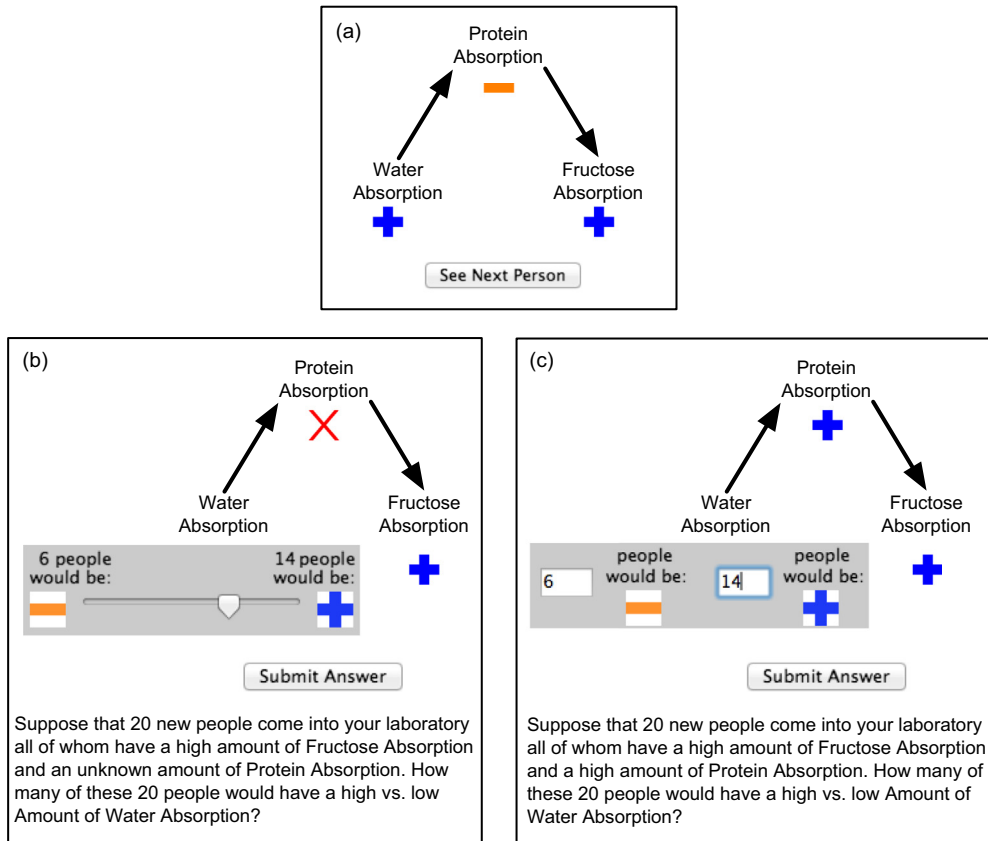 (a)
Protein
Absorption
Water
Absorption
Fructose
Absorption
See Next Person
(b)
Protein
Absorption
Water
Absorption
Fructose
Absorption
6 people
would be:
14 people
would be:
Submit Answer
Suppose that 20 new people come into your laboratory
all of whom have a high amount of Fructose Absorption
and an unknown amount of Protein Absorption. How
many of these 20 people would have a high vs. low
Amount of Water Absorption?
(c)
Protein
Absorption
Water
Absorption
Fructose
Absorption
6
people
would be:
14
people
would be:
Submit Answer
Suppose that 20 new people come into your laboratory
all of whom have a high amount of Fructose Absorption
and a high amount of Protein Absorption. How many of
these 20 people would have a high vs. low Amount of
Water Absorption?